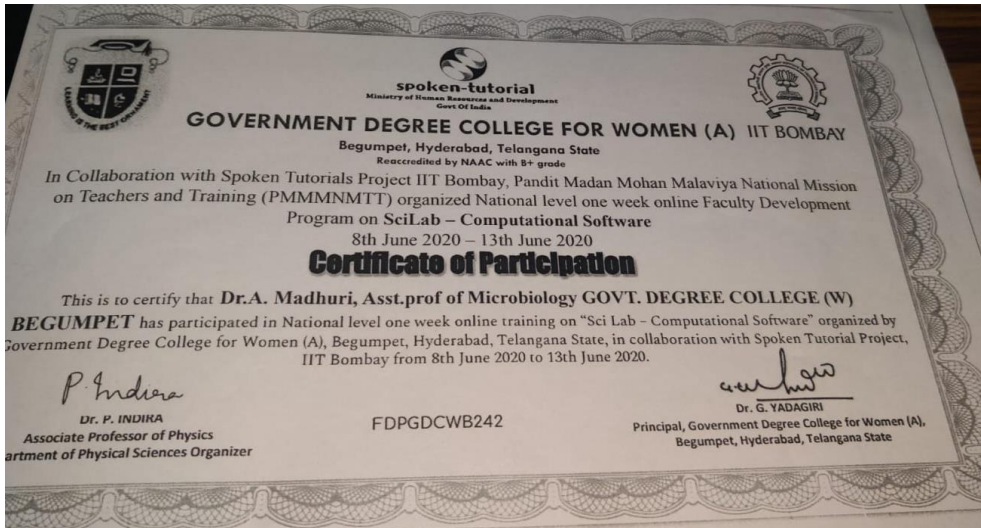 LEARNING IS THE BEST ORNAMENT
spoken-tutorial
Ministry of Human Resources and Development
Govt Of India
GOVERNMENT DEGREE COLLEGE FOR WOMEN (A) IIT BOMBAY
Begumpet, Hyderabad, Telangana State
Reaccredited by NAAC with B+ grade
In Collaboration with Spoken Tutorials Project IIT Bombay, Pandit Madan Mohan Malaviya National Mission
on Teachers and Training (PMMMNMTT) organized National level one week online Faculty Development
Program on SciLab – Computational Software
8th June 2020 – 13th June 2020
Certificate of Participation
This is to certify that Dr.A. Madhuri, Asst.prof of Microbiology GOVT. DEGREE COLLEGE (W)
BEGUMPET has participated in National level one week online training on "Sci Lab – Computational Software" organized by
Government Degree College for Women (A), Begumpet, Hyderabad, Telangana State, in collaboration with Spoken Tutorial Project,
IIT Bombay from 8th June 2020 to 13th June 2020.
P. Indira
Dr. P. INDIRA
Associate Professor of Physics
artment of Physical Sciences Organizer
FDPGDCWB242
Dr. G. YADAGIRI
Principal, Government Degree College for Women (A),
Begumpet, Hyderabad, Telangana State